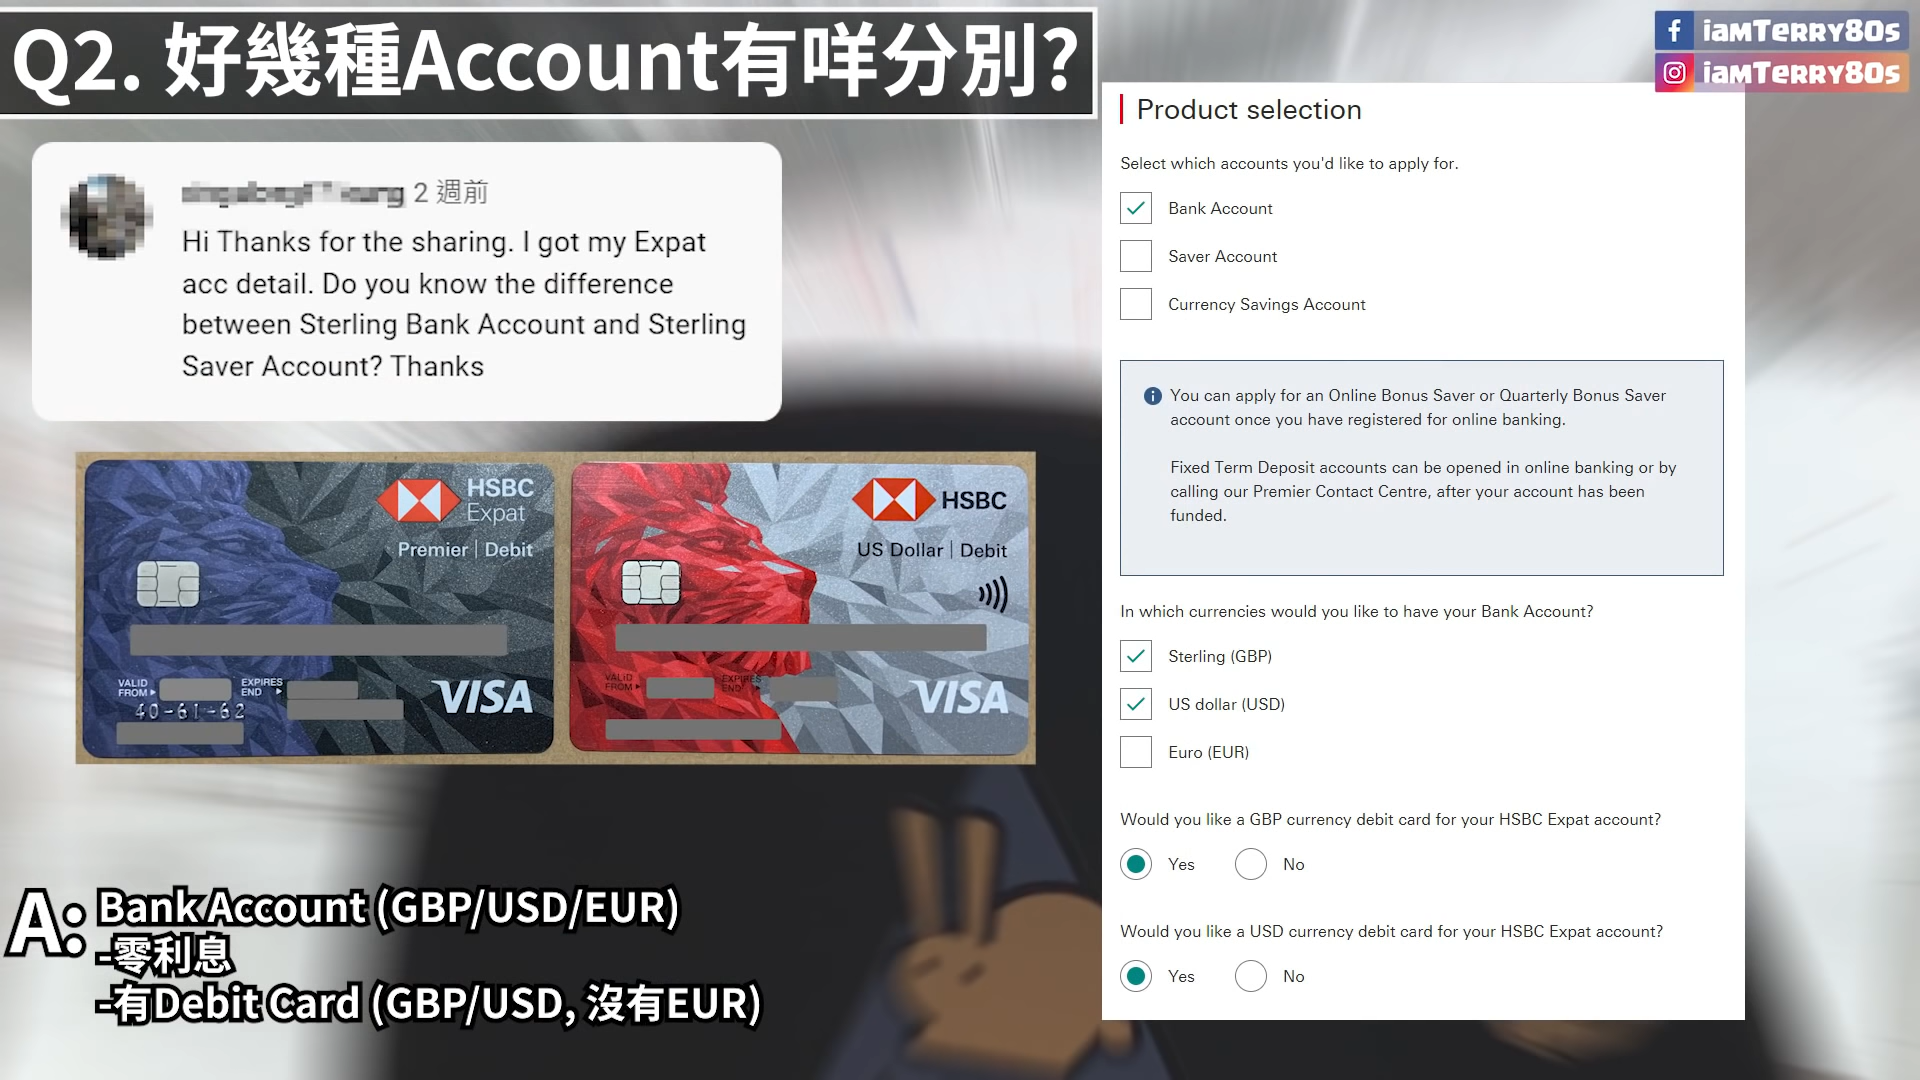 Q2. 好幾種Account有咩分別?
iamTerry80s
iamTerry80s
2 週前
Hi Thanks for the sharing. I got my Expat
acc detail. Do you know the difference
between Sterling Bank Account and Sterling
Saver Account? Thanks
HSBC
Expat
Premier | Debit
VALID
FROM
EXPIRES
END
40-61-62
VISA
HSBC
US Dollar | Debit
VALID
FROM
EXPIRES
END
VISA
A: Bank Account (GBP/USD/EUR)
-零利息
-有Debit Card (GBP/USD, 沒有EUR)
Product selection
Select which accounts you'd like to apply for.
Bank Account
Saver Account
Currency Savings Account
You can apply for an Online Bonus Saver or Quarterly Bonus Saver
account once you have registered for online banking.
Fixed Term Deposit accounts can be opened in online banking or by
calling our Premier Contact Centre, after your account has been
funded.
In which currencies would you like to have your Bank Account?
Sterling (GBP)
US dollar (USD)
Euro (EUR)
Would you like a GBP currency debit card for your HSBC Expat account?
Yes No
Would you like a USD currency debit card for your HSBC Expat account?
Yes No